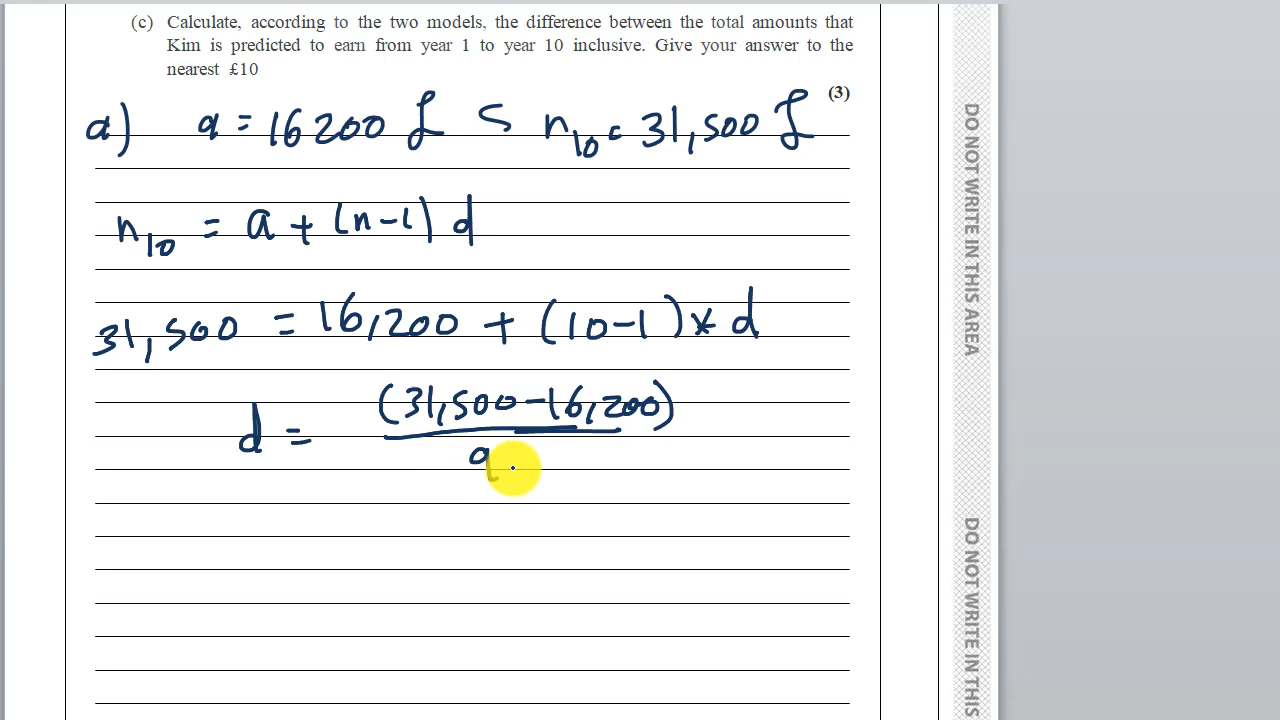 (c) Calculate, according to the two models, the difference between the total amounts that
Kim is predicted to earn from year 1 to year 10 inclusive. Give your answer to the
nearest £10
(3)
a) a = 16200 £ n10 = 31,500 £
n10 = a + (n-1) d
31,500 = 16,200 + (10-1) * d
d = (31,500 - 16,200)
9
DO NOT WRITE IN THIS AREA
DO NOT WRITE IN THIS